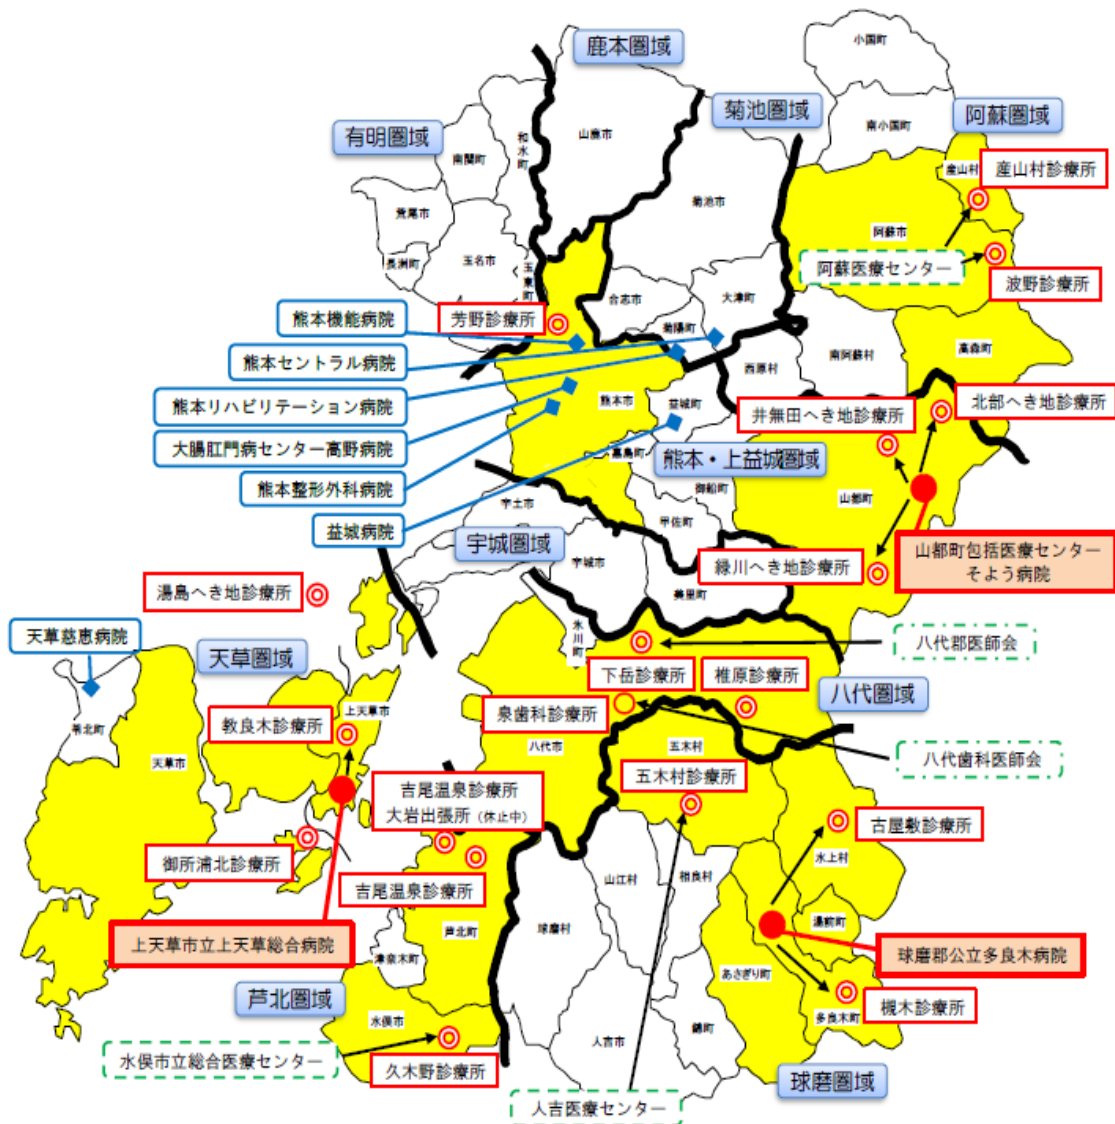 小国町
鹿本圏域
菊池圏域
阿蘇圏域
有明圏域
南小国町
山鹿市
和水町
南関町
産山村
産山村診療所
菊池市
荒尾市
阿蘇市
玉名市
長洲町
玉東町
阿蘇医療センター
波野診療所
合志市
大津町
熊本機能病院
芳野診療所
菊陽町
高森町
南阿蘇村
西原村
熊本セントラル病院
熊本リハビリテーション病院
熊本市
益城町
井無田へき地診療所
北部へき地診療所
大腸肛門病センター高野病院
嘉島町
熊本・上益城圏域
熊本整形外科病院
御船町
山都町
宇土市
甲佐町
益城病院
宇城圏域
宇城市
緑川へき地診療所
山都町包括医療センター
そよう病院
湯島へき地診療所
美里町
氷川町
天草慈恵病院
天草圏域
八代郡医師会
下岳診療所
椎原診療所
八代圏域
上天草市
泉歯科診療所
苓北町
教良木診療所
八代市
五木村
天草市
八代歯科医師会
五木村診療所
吉尾温泉診療所
大岩出張所（休止中）
古屋敷診療所
御所浦北診療所
水上村
吉尾温泉診療所
山江村
相良村
湯前町
上天草市立上天草総合病院
芦北町
球磨村
球磨郡公立多良木病院
津奈木町
あさぎり町
芦北圏域
槻木診療所
水俣市
多良木町
錦町
人吉市
水俣市立総合医療センター
久木野診療所
球磨圏域
人吉医療センター